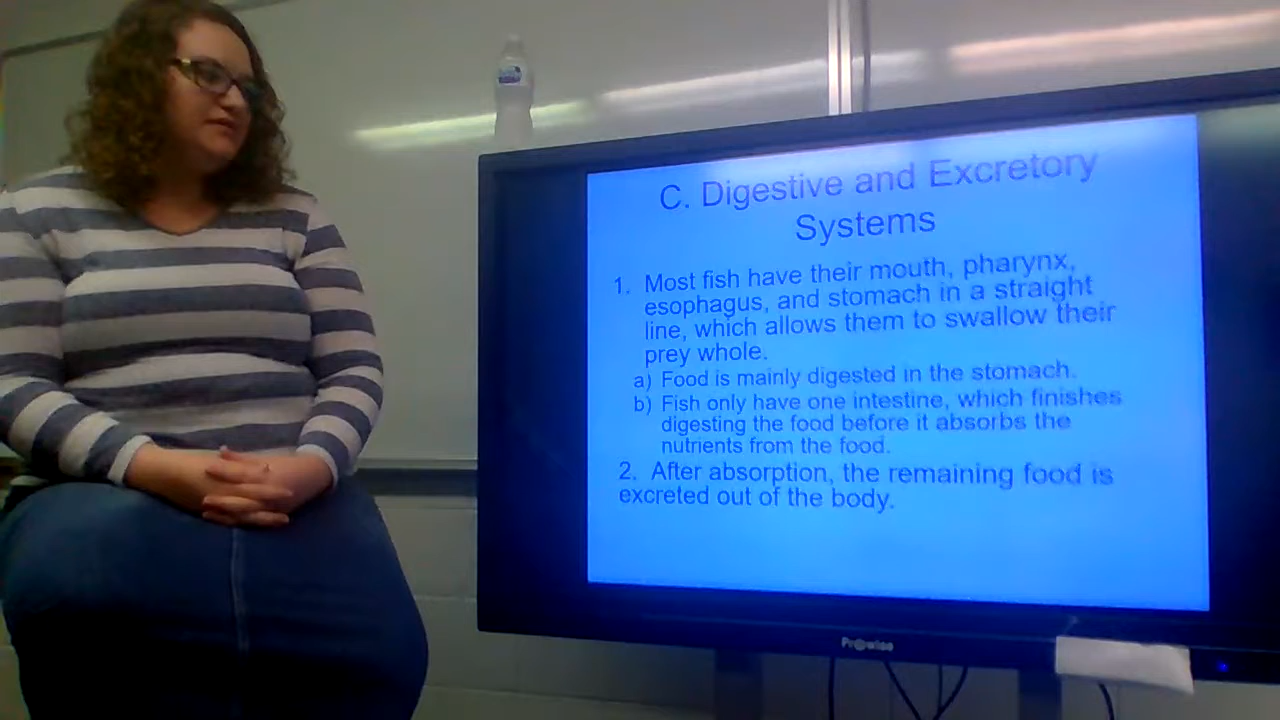 C. Digestive and Excretory
Systems
1. Most fish have their mouth, pharynx,
esophagus, and stomach in a straight
line, which allows them to swallow their
prey whole.
a) Food is mainly digested in the stomach.
b) Fish only have one intestine, which finishes
digesting the food before it absorbs the
nutrients from the food.
2. After absorption, the remaining food is
excreted out of the body.
Prowise